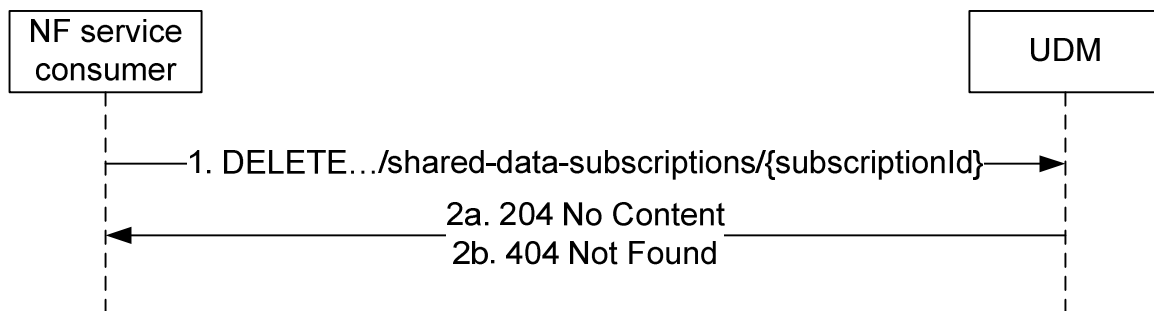 NF service
consumer
UDM
1. DELETE…/shared-data-subscriptions/{subscriptionId}
2a. 204 No Content
2b. 404 Not Found